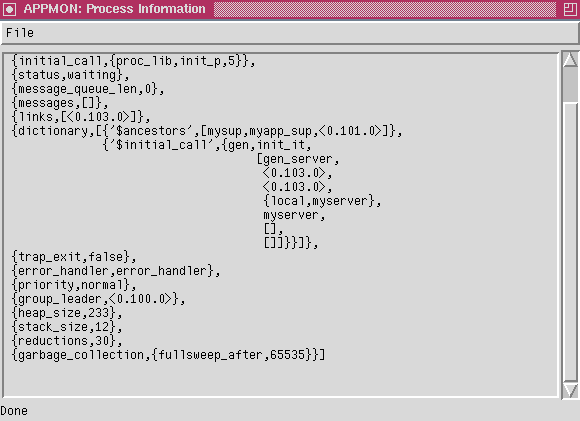 APPMON: Process Information
File
{initial_call,{proc_lib,init_p,5}},
{status,waiting},
{message_queue_len,0},
{messages,[]},
{links,[<0.103.0>]},
{dictionary,[{'$ancestors',[mysup,myapp_sup,<0.101.0>]},
{'$initial_call',{gen,init_it,
[gen_server,
<0.103.0>,
<0.103.0>,
{local,myserver},
myserver,
[],
[]]}}]},
{trap_exit,false},
{error_handler,error_handler},
{priority,normal},
{group_leader,<0.100.0>},
{heap_size,233},
{stack_size,12},
{reductions,30},
{garbage_collection,{fullsweep_after,65535}}]
Done